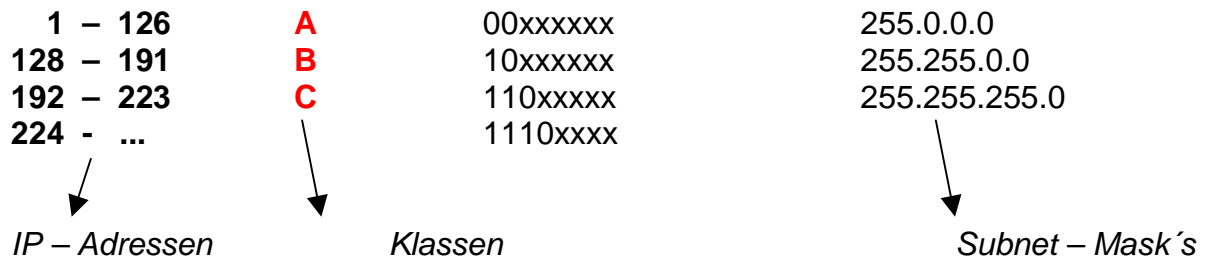 1 – 126 A 00xxxxxx 255.0.0.0
128 – 191 B 10xxxxxx 255.255.0.0
192 – 223 C 110xxxxx 255.255.255.0
224 - ... 1110xxxx
IP – Adressen Klassen Subnet – Mask´s